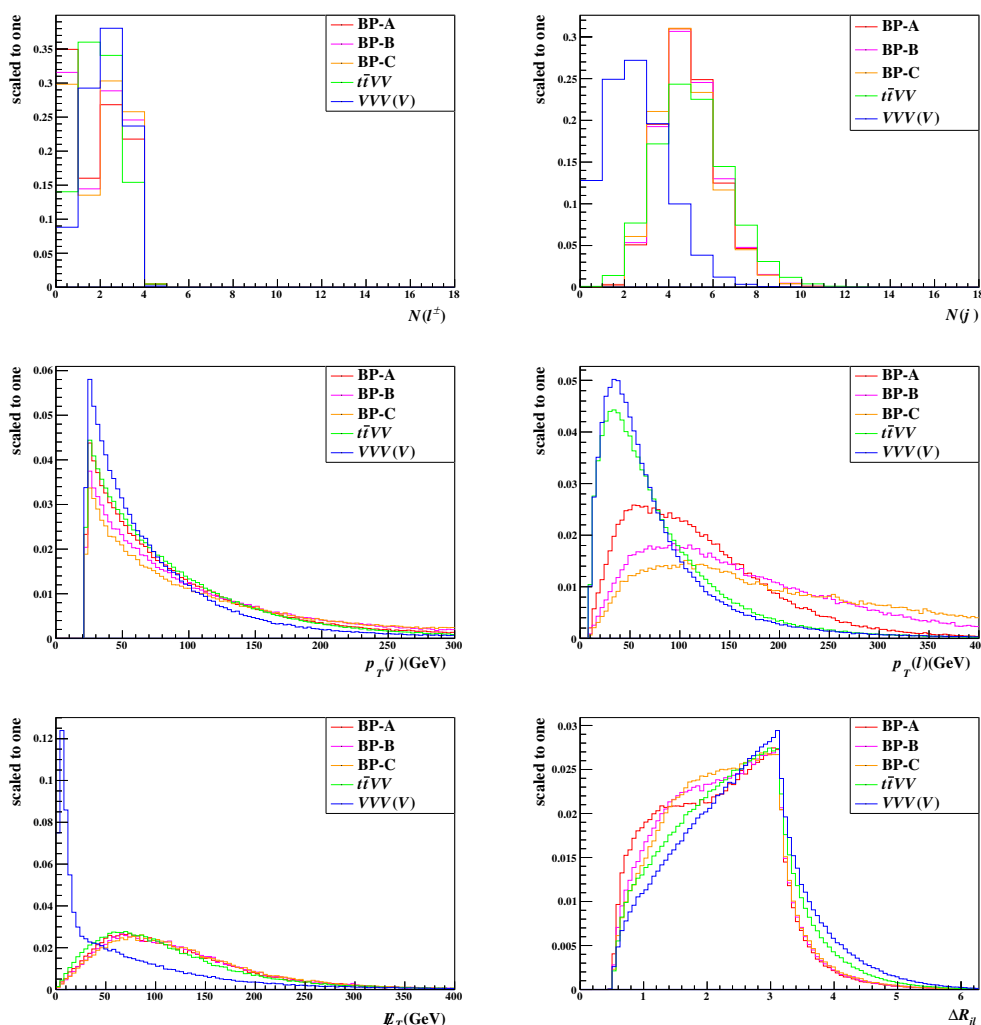 scaled to one
0.35
0.3
0.25
0.2
0.15
0.1
0.05
0
0 2 4 6 8 10 12 14 16 18
N(l±)
BP-A
BP-B
BP-C
tt̄VV
VVV(V)
scaled to one
0.3
0.25
0.2
0.15
0.1
0.05
0
0 2 4 6 8 10 12 14 16 18
N(j)
BP-A
BP-B
BP-C
tt̄VV
VVV(V)
scaled to one
0.06
0.05
0.04
0.03
0.02
0.01
0
0 50 100 150 200 250 300
p_T(j)(GeV)
BP-A
BP-B
BP-C
tt̄VV
VVV(V)
scaled to one
0.05
0.04
0.03
0.02
0.01
0
0 50 100 150 200 250 300 350 400
p_T(l)(GeV)
BP-A
BP-B
BP-C
tt̄VV
VVV(V)
scaled to one
0.12
0.1
0.08
0.06
0.04
0.02
0
0 50 100 150 200 250 300 350 400
E̸_T(GeV)
BP-A
BP-B
BP-C
tt̄VV
VVV(V)
scaled to one
0.03
0.025
0.02
0.015
0.01
0.005
0
0 1 2 3 4 5 6
ΔR_jl
BP-A
BP-B
BP-C
tt̄VV
VVV(V)